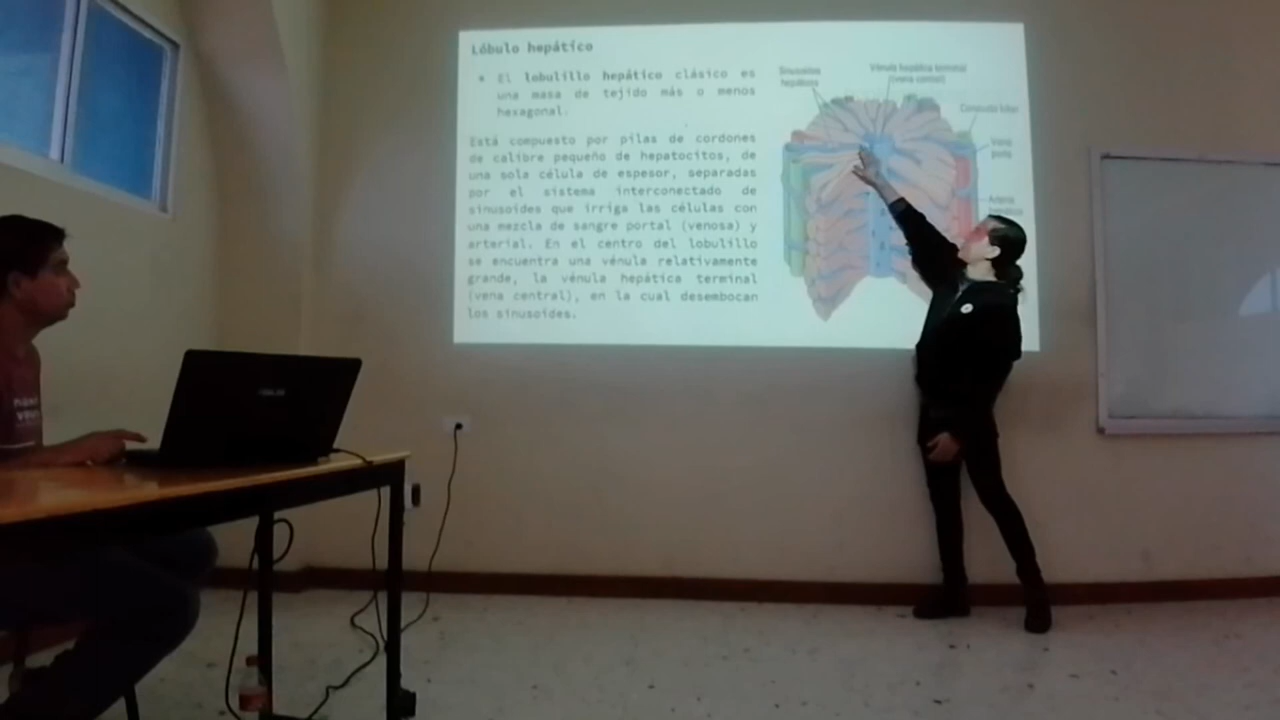 Lóbulo hepático
• El lobulillo hepático clásico es
una masa de tejido más o menos
hexagonal.
Está compuesto por pilas de cordones
de calibre pequeño de hepatocitos, de
una sola célula de espesor, separadas
por el sistema interconectado de
sinusoides que irriga las células con
una mezcla de sangre portal (venosa) y
arterial. En el centro del lobulillo
se encuentra una vénula relativamente
grande, la vénula hepática terminal
(vena central), en la cual desembocan
los sinusoides.
Sinusoides
hepáticos
Vénula hepática terminal
(vena central)
Conducto biliar
Vena
porta
Arteria